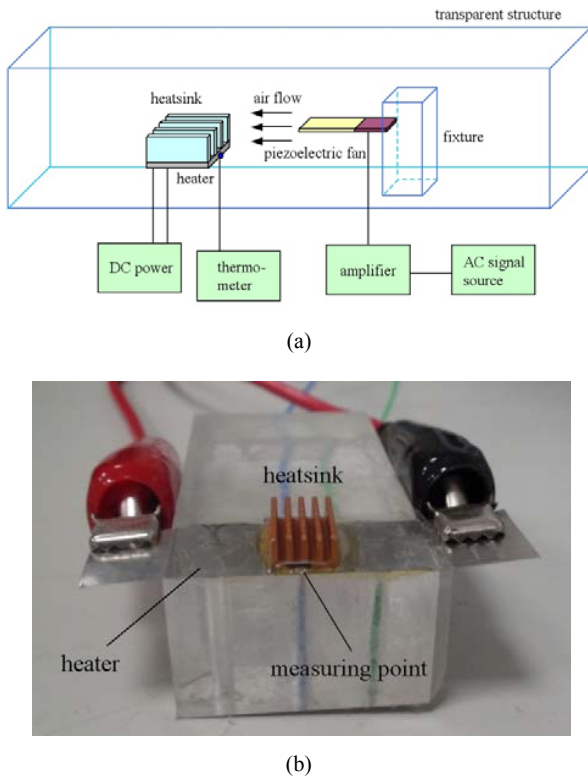 transparent structure
heatsink
air flow
piezoelectric fan
fixture
heater
DC power
thermo-
meter
amplifier
AC signal
source
(a)
heatsink
heater
measuring point
(b)